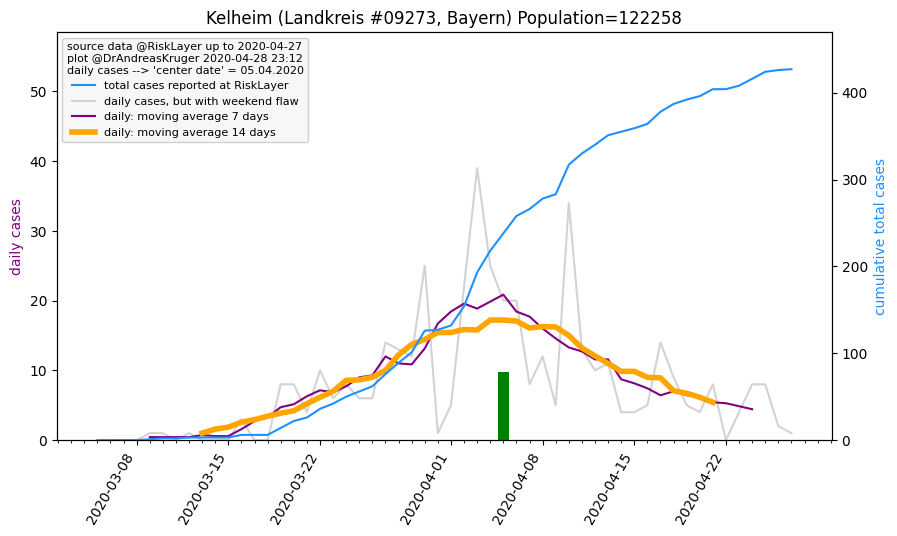 Kelheim (Landkreis #09273, Bayern) Population=122258
source data @RiskLayer up to 2020-04-27
plot @DrAndreasKruger 2020-04-28 23:12
daily cases --> 'center date' = 05.04.2020
total cases reported at RiskLayer
daily cases, but with weekend flaw
daily: moving average 7 days
daily: moving average 14 days
daily cases
50
40
30
20
10
0
cumulative total cases
400
300
200
100
0
2020-03-08
2020-03-15
2020-03-22
2020-04-01
2020-04-08
2020-04-15
2020-04-22